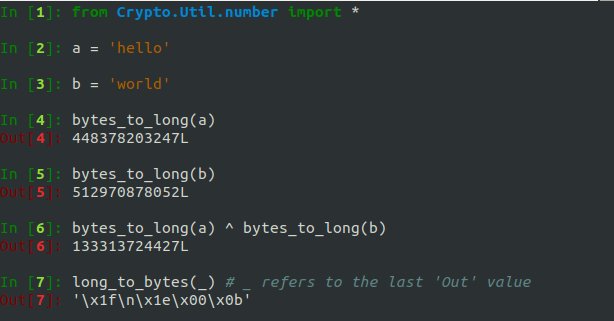 In [1]: from Crypto.Util.number import *
In [2]: a = 'hello'
In [3]: b = 'world'
In [4]: bytes_to_long(a)
Out[4]: 448378203247L
In [5]: bytes_to_long(b)
Out[5]: 512970878052L
In [6]: bytes_to_long(a) ^ bytes_to_long(b)
Out[6]: 133313724427L
In [7]: long_to_bytes(_) # _ refers to the last 'Out' value
Out[7]: '\x1f\n\x1e\x00\x0b'